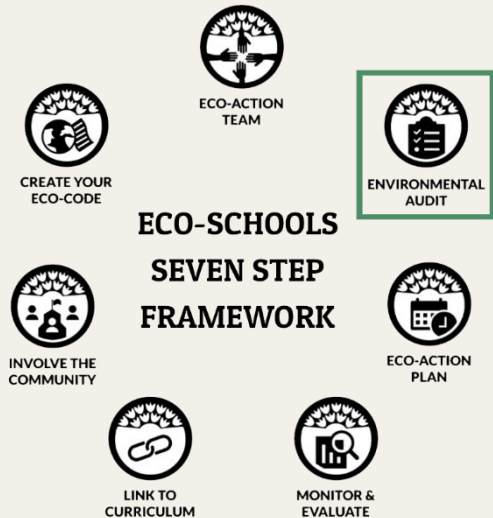 ECO-ACTION
TEAM
ENVIRONMENTAL
AUDIT
CREATE YOUR
ECO-CODE
ECO-SCHOOLS
SEVEN STEP
FRAMEWORK
ECO-ACTION
PLAN
INVOLVE THE
COMMUNITY
LINK TO
CURRICULUM
MONITOR &
EVALUATE